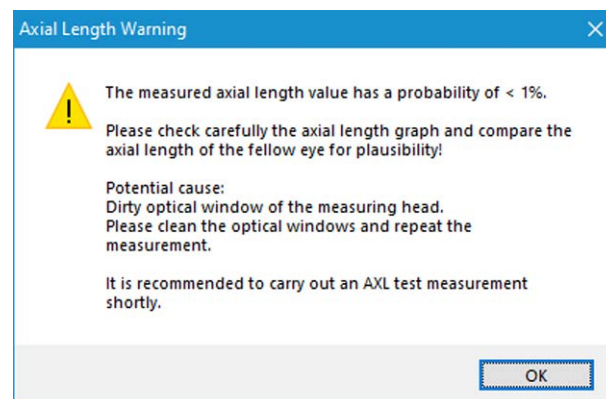 Axial Length Warning
The measured axial length value has a probability of < 1%.
Please check carefully the axial length graph and compare the
axial length of the fellow eye for plausibility!
Potential cause:
Dirty optical window of the measuring head.
Please clean the optical windows and repeat the
measurement.
It is recommended to carry out an AXL test measurement
shortly.
OK